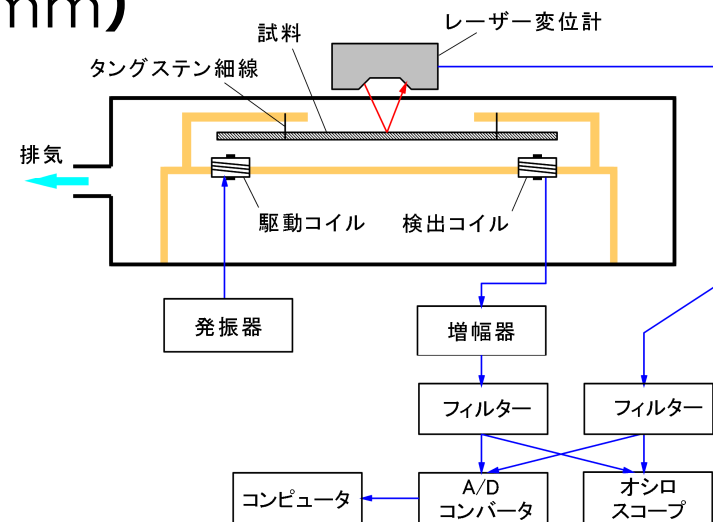 mm)
レーザー変位計
試料
タングステン細線
排気
駆動コイル
検出コイル
発振器
増幅器
フィルター
フィルター
コンピュータ
A/D
コンバータ
オシロ
スコープ